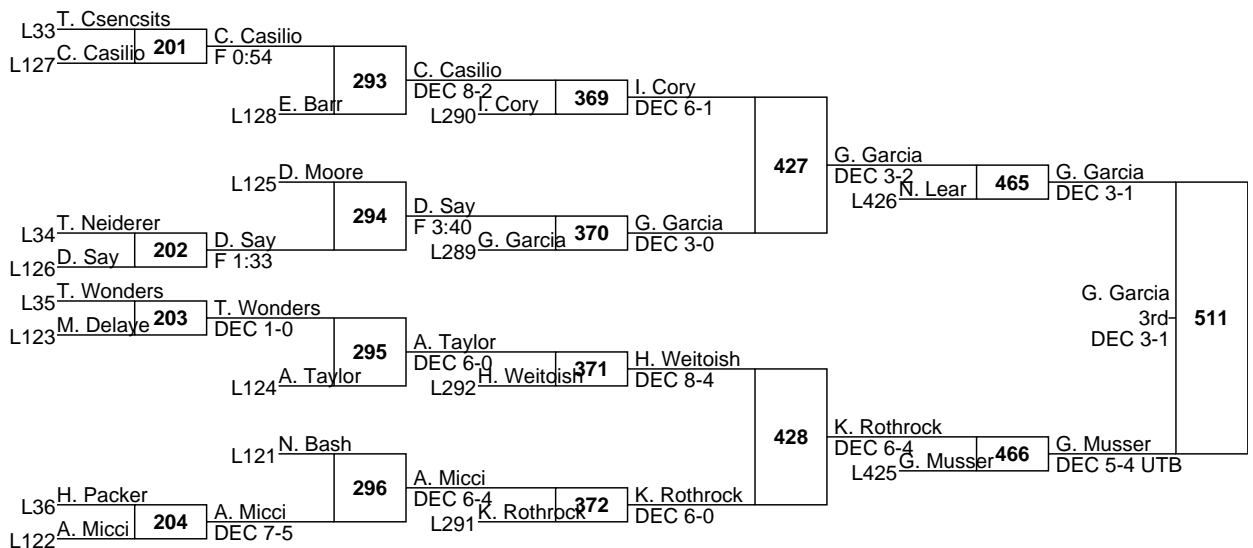 T. Csencsits
L33
201
C. Casilio
F 0:54
C. Casilio
L127
293
C. Casilio
DEC 8-2
E. Barr
L128
I. Cory
L290
369
I. Cory
DEC 6-1
427
G. Garcia
DEC 3-2
N. Lear
L426
465
G. Garcia
DEC 3-1
D. Moore
L125
294
D. Say
F 3:40
G. Garcia
L289
370
G. Garcia
DEC 3-0
T. Neiderer
L34
202
D. Say
F 1:33
D. Say
L126
T. Wonders
L35
203
T. Wonders
DEC 1-0
M. Delaye
L123
G. Garcia
3rd
DEC 3-1
511
295
A. Taylor
DEC 6-0
A. Taylor
L124
H. Weitoish
L292
371
H. Weitoish
DEC 8-4
428
K. Rothrock
DEC 6-4
G. Musser
L425
466
G. Musser
DEC 5-4 UTB
N. Bash
L121
296
A. Micci
DEC 6-4
K. Rothrock
L291
372
K. Rothrock
DEC 6-0
H. Packer
L36
204
A. Micci
DEC 7-5
A. Micci
L122